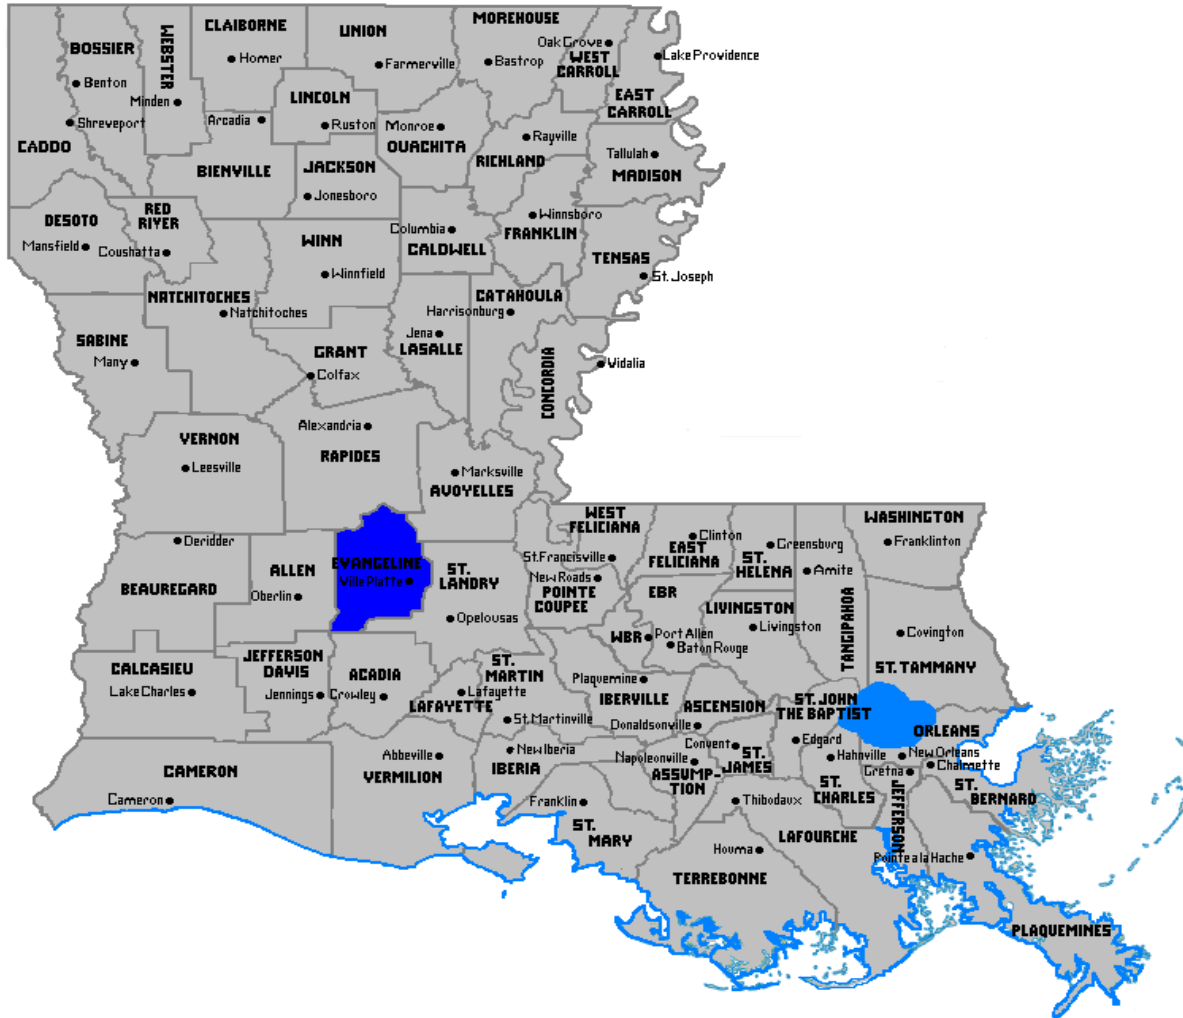 CLAIBORNE
UNION
MOREHOUSE
WEBSTER
BOSSIER
Oak Grove
WEST
CARROLL
Lake Providence
Homer
Farmerville
Bastrop
Benton
Minden
LINCOLN
EAST
CARROLL
Shreveport
Arcadia
Ruston
Monroe
OUACHITA
Rayville
CADDO
BIENVILLE
JACKSON
RICHLAND
Tallulah
MADISON
Jonesboro
DESOTO
RED
RIVER
Mansfield
Coushatta
WINN
Columbia
CALDWELL
Winnsboro
FRANKLIN
TENSAS
St. Joseph
Winnfield
NATCHITOCHES
Natchitoches
CATAHOULA
Harrisonburg
SABINE
Many
GRANT
Colfax
Jena
LASALLE
CONCORDIA
Vidalia
VERNON
Leesville
Alexandria
RAPIDES
Marksville
AVOYELLES
Deridder
BEAUREGARD
ALLEN
Oberlin
EVANGELINE
Ville Platte
ST.
LANDRY
Opelousas
WEST
FELICIANA
St. Francisville
New Roads
POINTE
COUPEE
Clinton
EAST
FELICIANA
Greensburg
ST.
HELENA
Amite
TANGIPAHOA
WASHINGTON
Franklinton
EBR
LIVINGSTON
Livingston
WBR
Port Allen
Baton Rouge
Covington
ST. TAMMANY
CALCASIEU
Lake Charles
JEFFERSON
DAVIS
Jennings
ACADIA
Crowley
LAFAYETTE
Lafayette
ST.
MARTIN
St. Martinville
Plaquemine
IBERVILLE
ASCENSION
Donaldsonville
ST. JOHN
THE BAPTIST
Edgard
ORLEANS
New Orleans
Hahnville
Chalmette
Gretna
Convent
ST.
JAMES
Napoleonville
ASSUMP-
TION
ST.
CHARLES
JEFFERSON
ST.
BERNARD
CAMERON
Cameron
Abbeville
VERMILION
New Iberia
IBERIA
Franklin
ST.
MARY
Thibodaux
LAFOURCHE
Houma
TERREBONNE
Pointe a la Hache
PLAQUEMINES